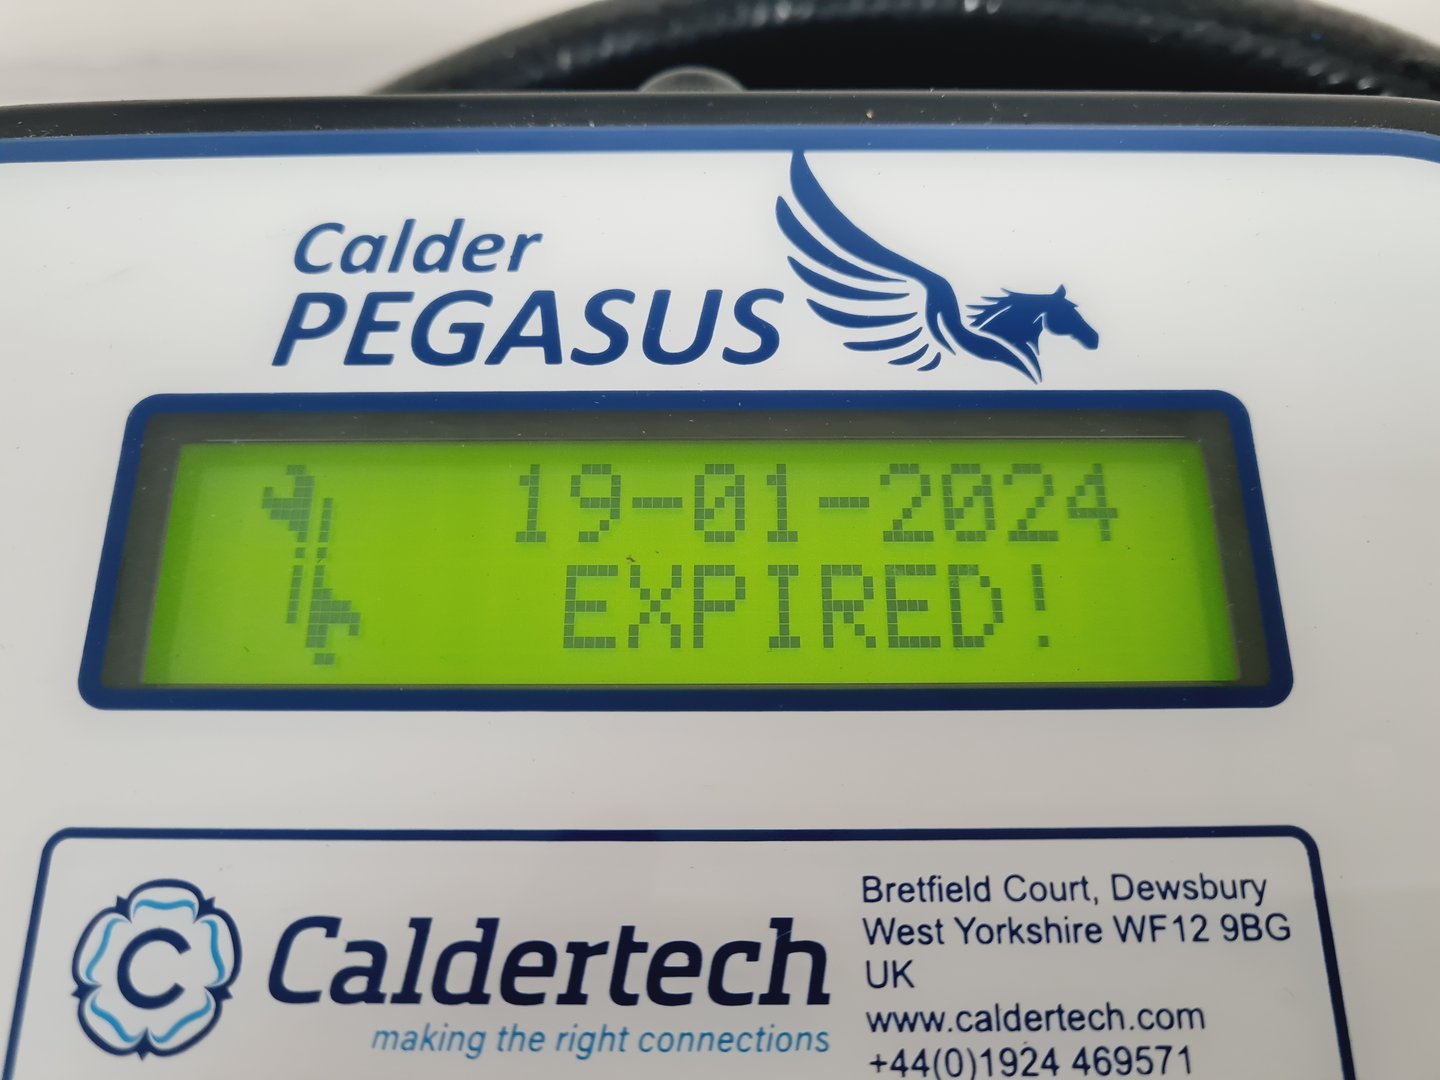 Calder
PEGASUS
19-01-2024
EXPIRED!
C
Caldertech
making the right connections
Bretfield Court, Dewsbury
West Yorkshire WF12 9BG
UK
www.caldertech.com
+44(0)1924 469571